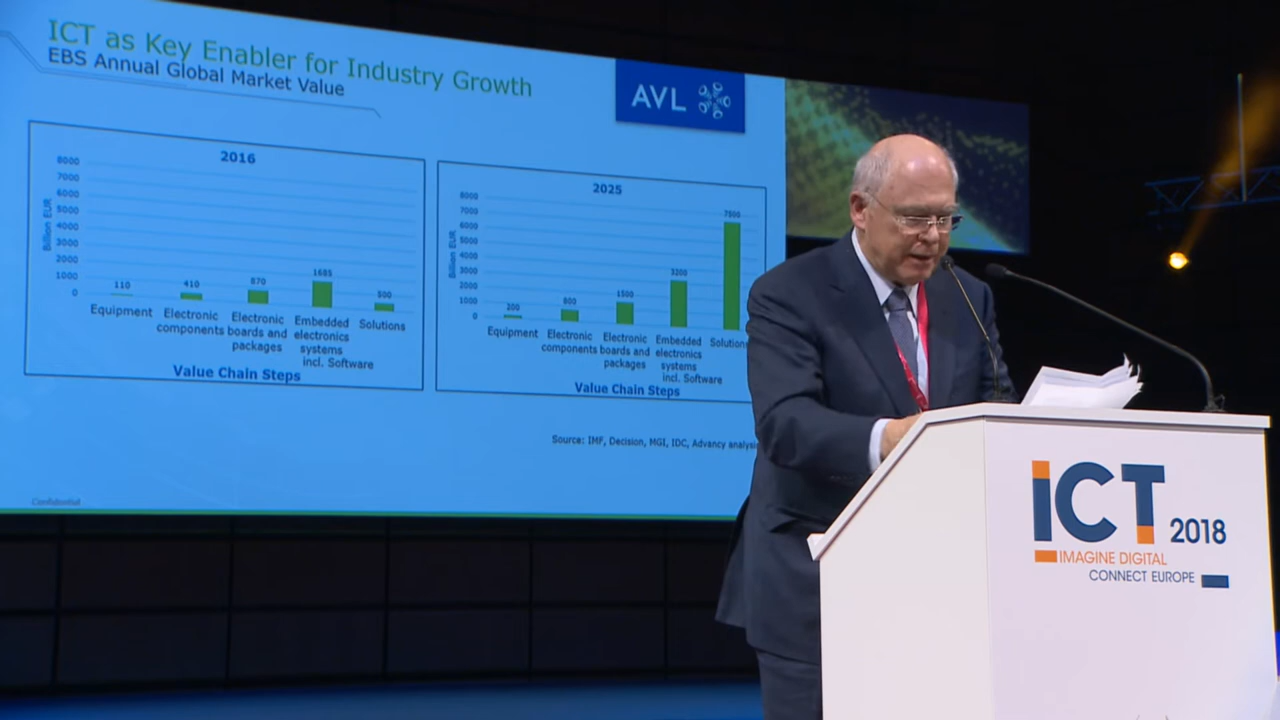 ICT as Key Enabler for Industry Growth
EBS Annual Global Market Value
AVL
2016
8000
7000
6000
5000
4000
3000
2000
1000
0
Billion EUR
110
410
870
1685
500
Equipment
Electronic
components
Electronic
boards and
packages
Embedded
electronics
systems
incl. Software
Solutions
Value Chain Steps
2025
8000
7000
6000
5000
4000
3000
2000
1000
0
Billion EUR
200
800
1500
3200
7500
Equipment
Electronic
components
Electronic
boards and
packages
Embedded
electronics
systems
incl. Software
Solution
Value Chain Steps
Source: IMF, Decision, MGI, IDC, Advancy analysi
Confidential
iCT 2018
IMAGINE DIGITAL
CONNECT EUROPE